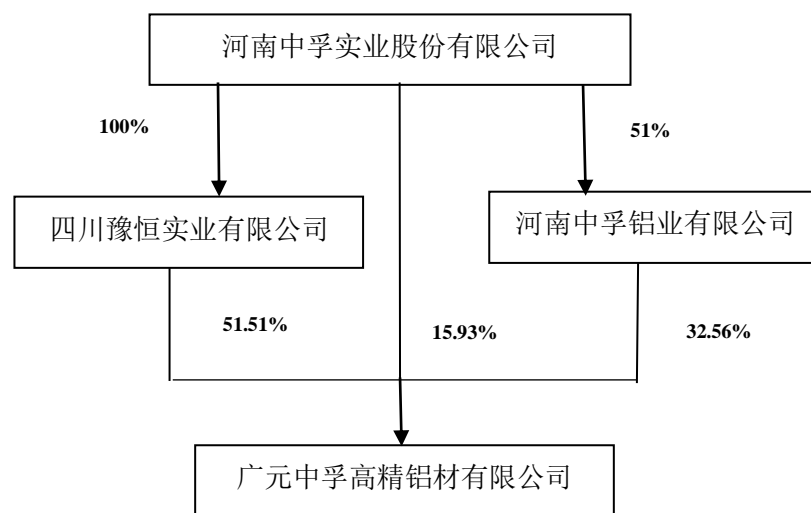 河南中孚实业股份有限公司
100%
51%
四川豫恒实业有限公司
河南中孚铝业有限公司
51.51%
15.93%
32.56%
广元中孚高精铝材有限公司